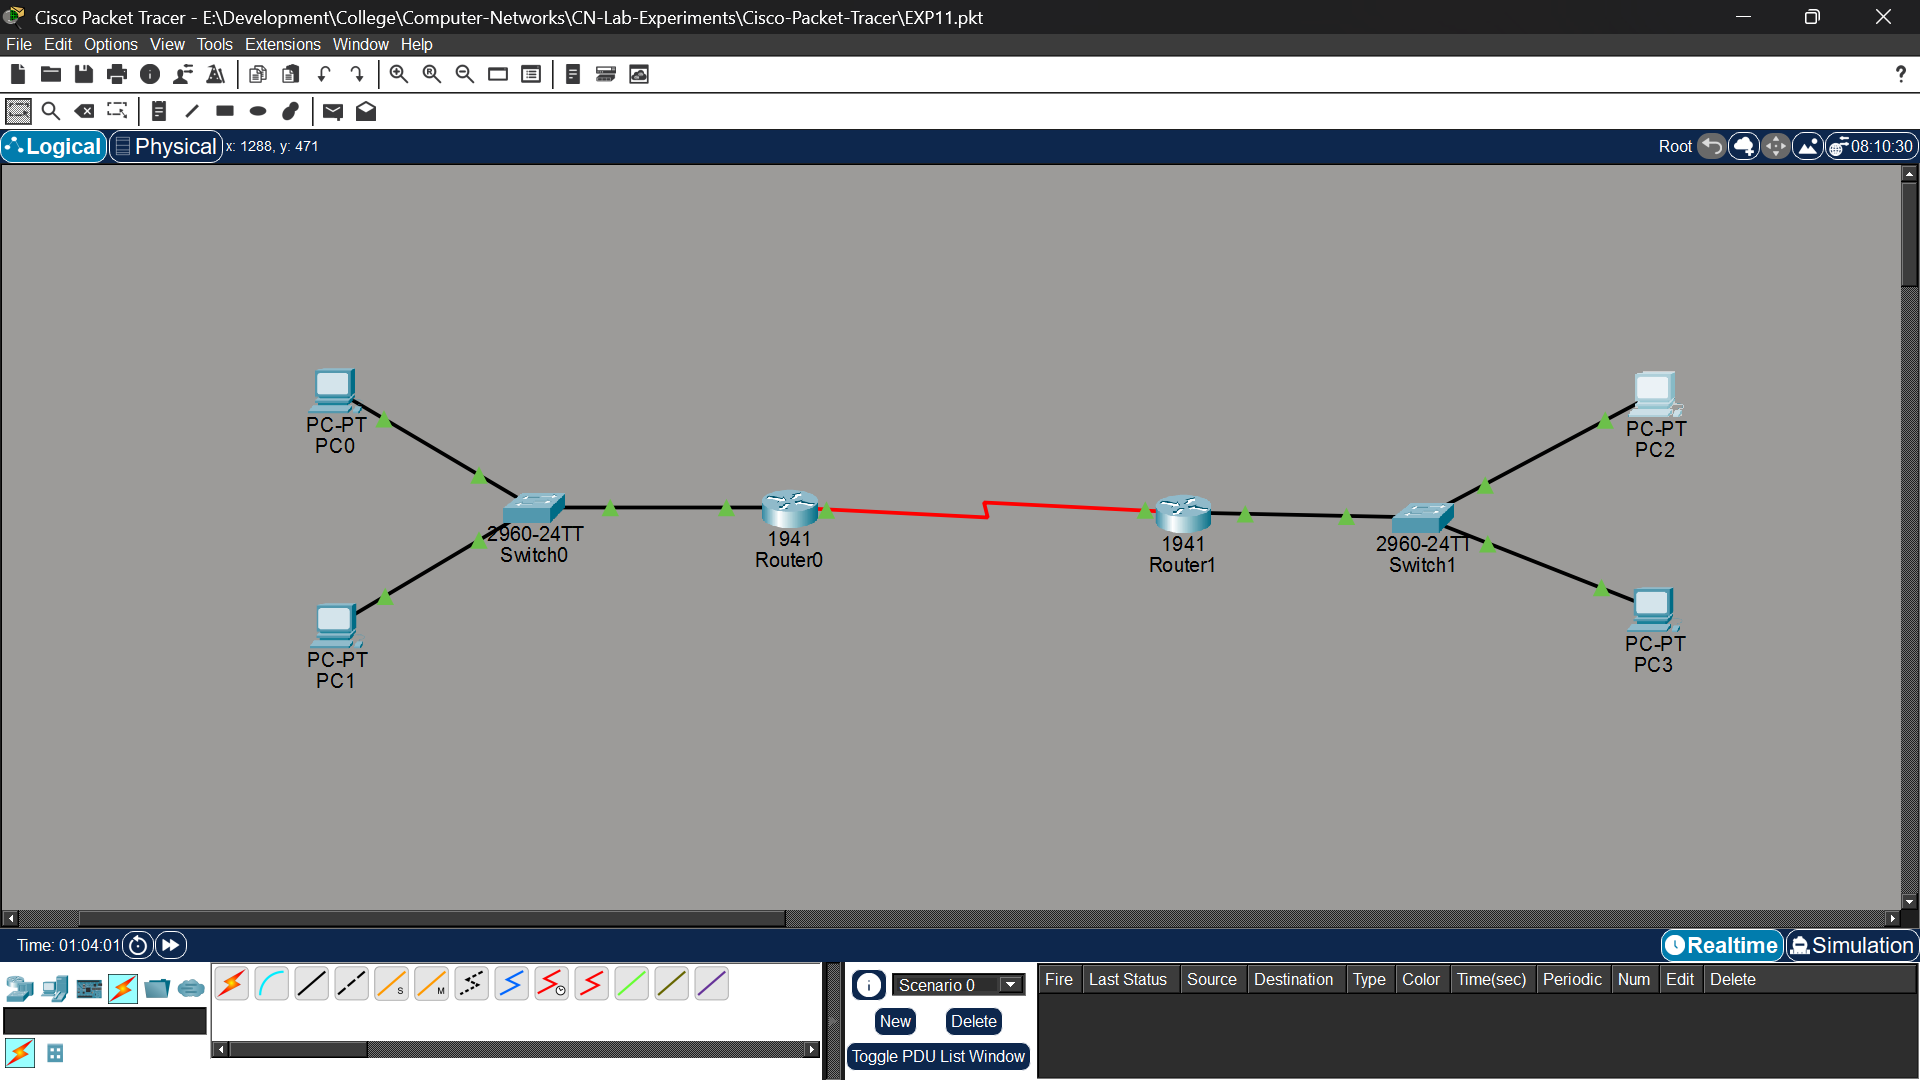 Cisco Packet Tracer - E:\Development\College\Computer-Networks\CN-Lab-Experiments\Cisco-Packet-Tracer\EXP11.pkt
File Edit Options View Tools Extensions Window Help
?
Logical Physical x: 1288, y: 471 Root 08:10:30
PC-PT
PC0
PC-PT
PC2
2960-24TT
Switch0
1941
Router0
1941
Router1
2960-24TT
Switch1
PC-PT
PC1
PC-PT
PC3
Time: 01:04:01 Realtime Simulation
S M
Scenario 0
New Delete
Toggle PDU List Window
Fire Last Status Source Destination Type Color Time(sec) Periodic Num Edit Delete